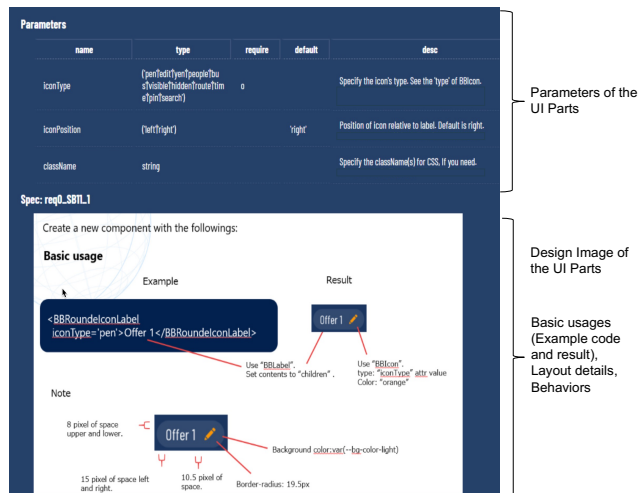 Parameters
name type require default desc
iconType ('pen'|'edit'|'yen'|'people'|'bu
s'|'visible'|'hidden'|'route'|'tim
e'|'pin'|'search') o Specify the icon's type. See the 'type' of BBIcon.
iconPosition ('left'|'right') 'right' Position of icon relative to label. Default is right.
className string Specify the className(s) for CSS, If you need.
Parameters of the
UI Parts
Spec: req0_SB11_1
Create a new component with the followings:
Basic usage
Example Result
<BBRoundeIconLabel
iconType='pen'>Offer 1</BBRoundeIconLabel>
Offer 1
Use "BBLabel".
Set contents to "children" .
Use "BBIcon".
type: "iconType" attr value
Color: "orange"
Note
8 pixel of space
upper and lower.
Offer 1
Background color:var(--bg-color-light)
15 pixel of space left
and right.
10.5 pixel of
space.
Border-radius: 19.5px
Design Image of
the UI Parts
Basic usages
(Example code
and result),
Layout details,
Behaviors